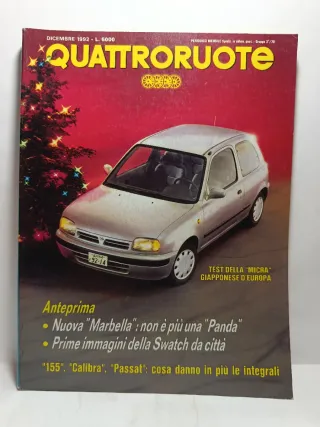 DICEMBRE 1992 - L. 6000
QUATTRORUOTE
TEST DELLA "MICRA"
GIAPPONESE D'EUROPA
Anteprima
• Nuova "Marbella": non è più una "Panda"
• Prime immagini della Swatch da città
"155", "Calibra", "Passat": cosa danno in più le integrali